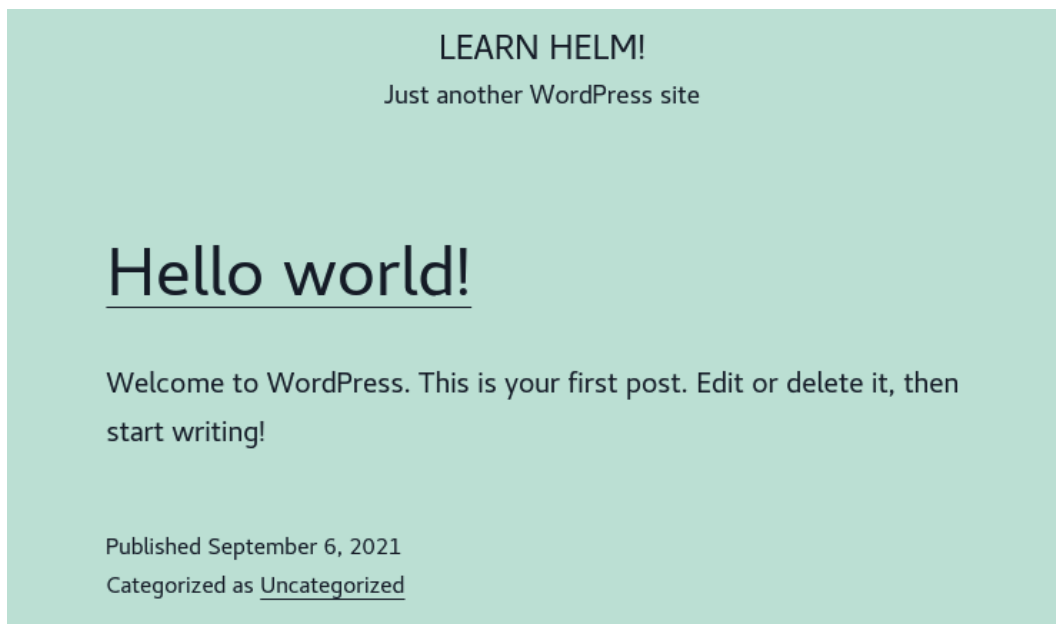 LEARN HELM!
Just another WordPress site
Hello world!
Welcome to WordPress. This is your first post. Edit or delete it, then
start writing!
Published September 6, 2021
Categorized as Uncategorized